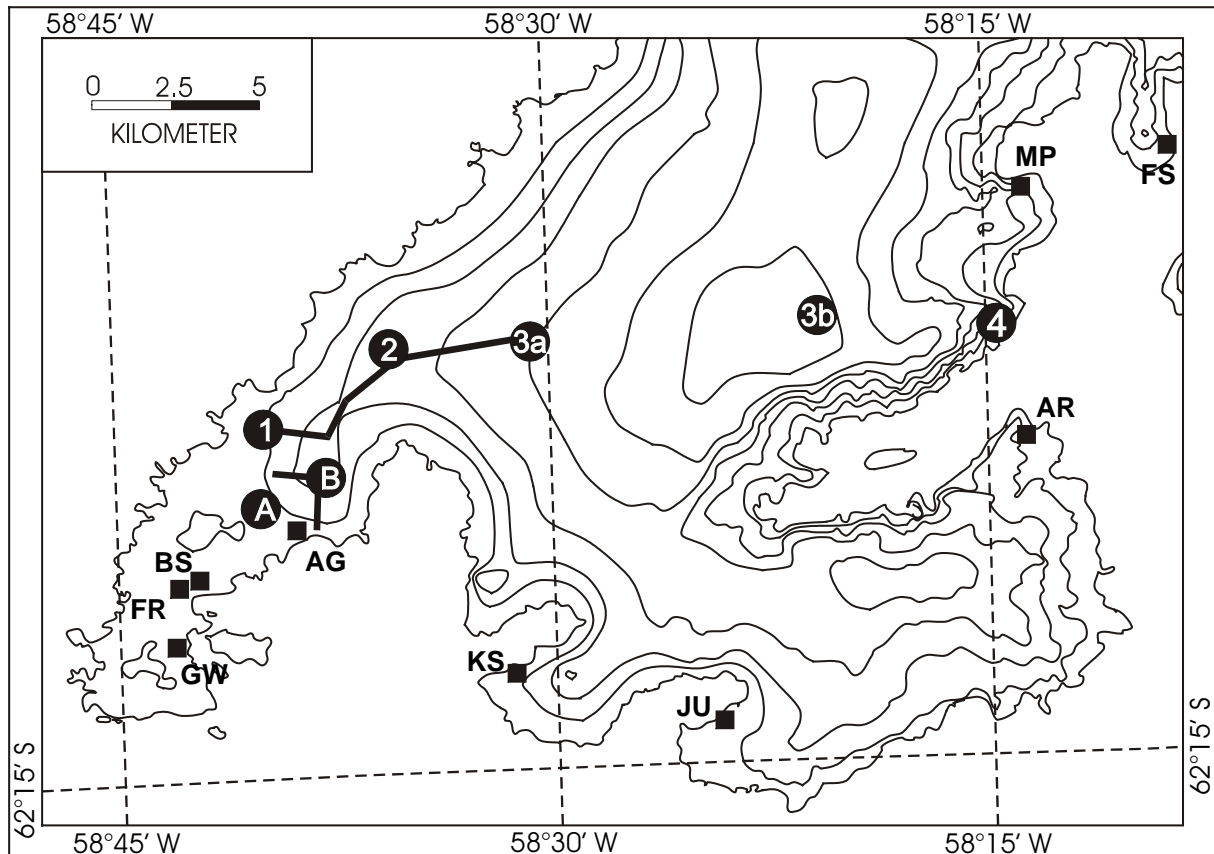 58°45′ W
58°30′ W
58°15′ W
0 2.5 5
KILOMETER
MP
FS
3b
4
2
3a
AR
1
B
A
AG
BS
FR
GW
KS
JU
62°15′ S
62°15′ S
58°45′ W
58°30′ W
58°15′ W